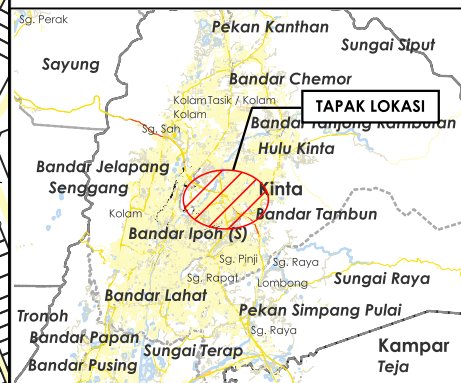 Sg. Perak
Pekan Kanthan
Sungai Siput
Sayung
Bandar Chemor
Kolam
Tasik / Kolam
Kolam
TAPAK LOKASI
Bandar Tanjong Rambutan
Sg. Sah
Hulu Kinta
Bandar Jelapang
Senggang
Kinta
Kolam
Bandar Tambun
Bandar Ipoh (S)
Sg. Pinji
Sg. Raya
Sg. Rapat
Lombong
Sungai Raya
Bandar Lahat
Pekan Simpang Pulai
Tronoh
Sg. Raya
Bandar Papan
Kampar
Sungai Terap
Bandar Pusing
Teja